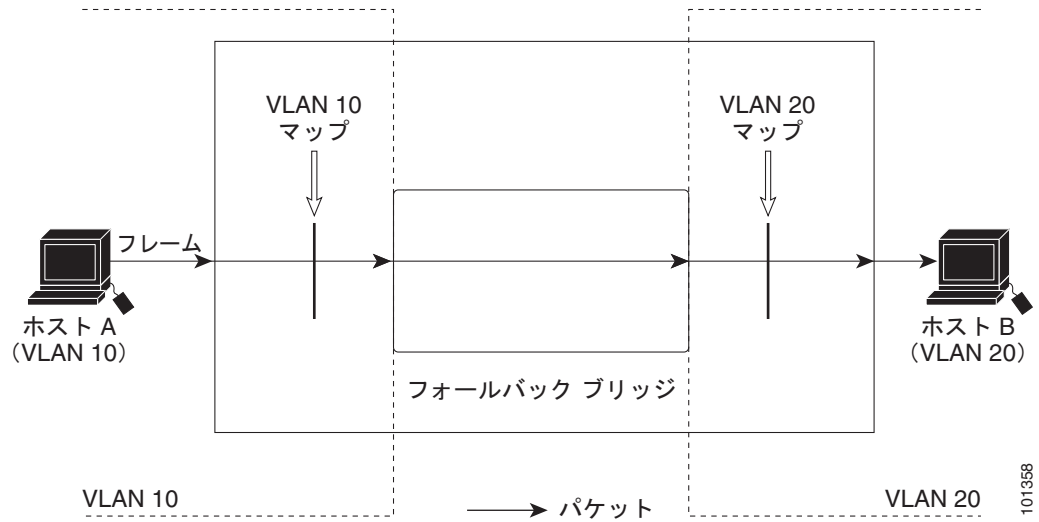 VLAN 10
マップ
VLAN 20
マップ
フレーム
ホスト A
(VLAN 10)
ホスト B
(VLAN 20)
フォールバック ブリッジ
VLAN 10
パケット
VLAN 20
101358